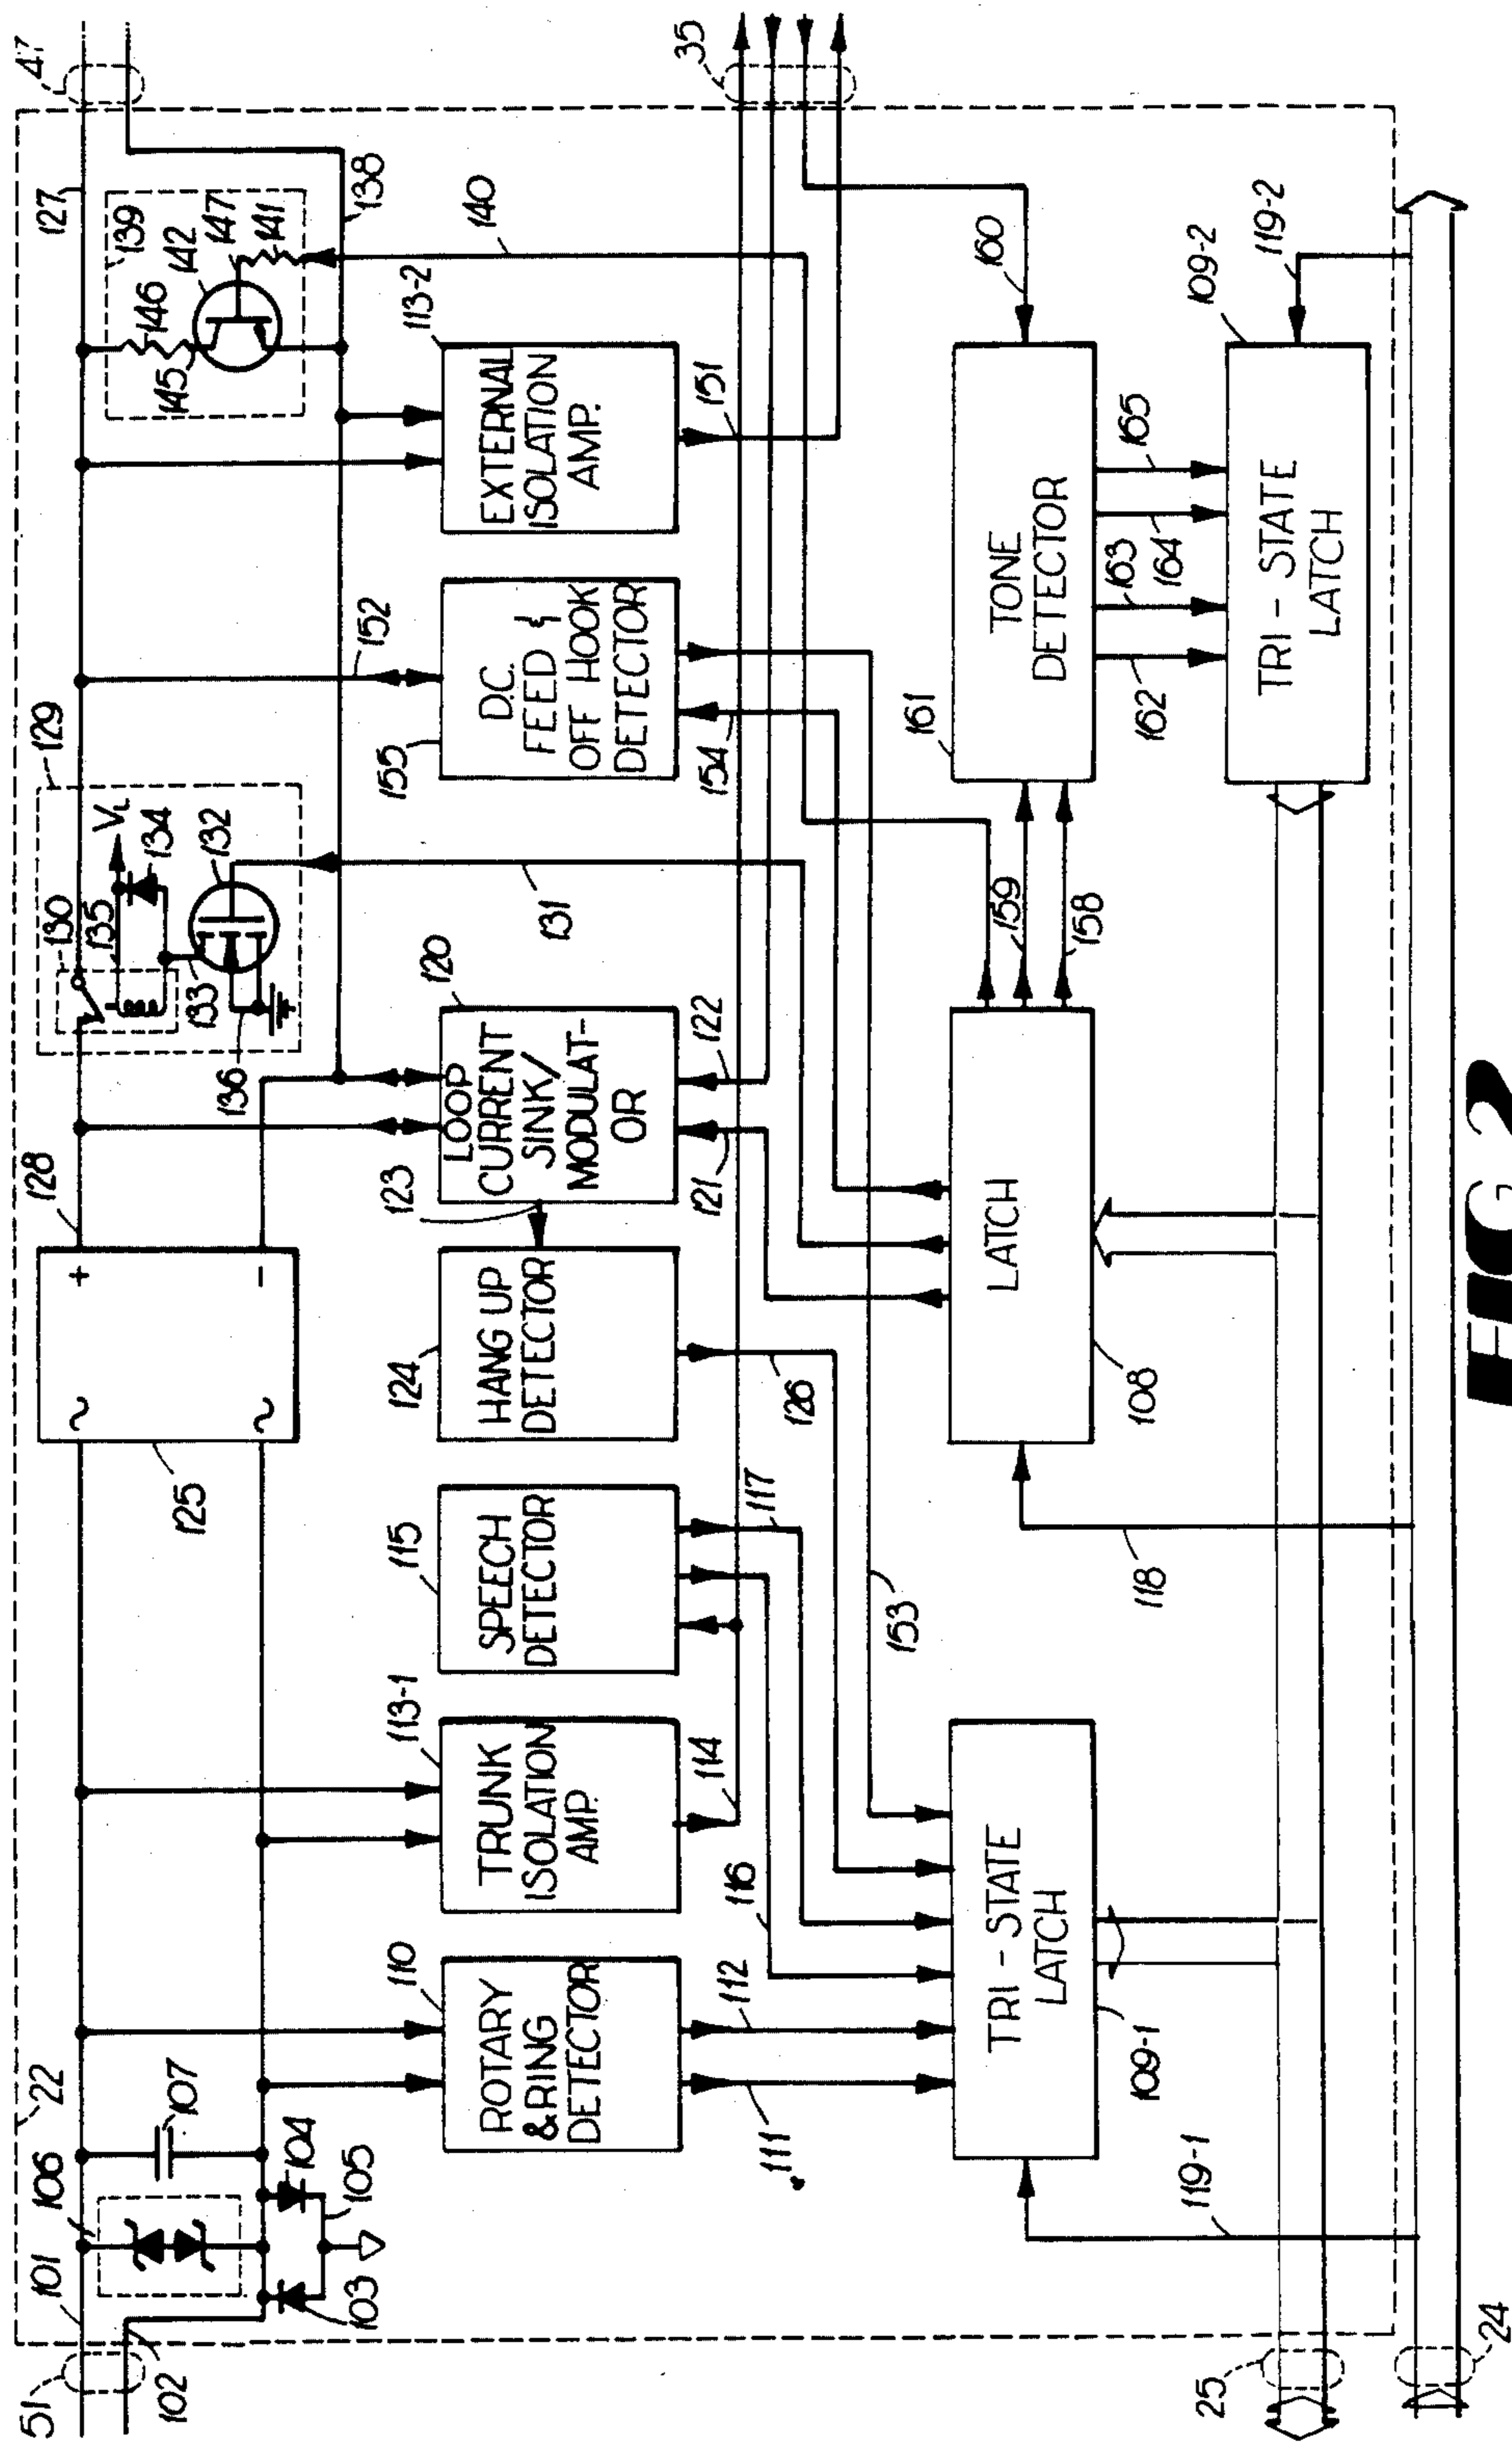 51
101
102
106
22
107
103
104
105
125
+
−
~
~
128
129
130
135
V_L
134
133
132
136
131
127
47
139
142
146
147
145
141
138
140
110
ROTARY
&RING
DETECTOR
111
112
113-1
TRUNK
ISOLATION
AMP.
114
115
SPEECH
DETECTOR
116
117
124
HANG UP
DETECTOR
126
123
120
LOOP
CURRENT
SINK/
MODULAT-
OR
121
122
155
D.C.
FEED &
OFF HOOK
DETECTOR
152
153
154
113-2
EXTERNAL
ISOLATION
AMP.
151
35
109-1
TRI-STATE
LATCH
119-1
118
LATCH
108
159
158
161
TONE
DETECTOR
160
162
163
164
165
109-2
TRI-STATE
LATCH
119-2
25
24
FIG 2